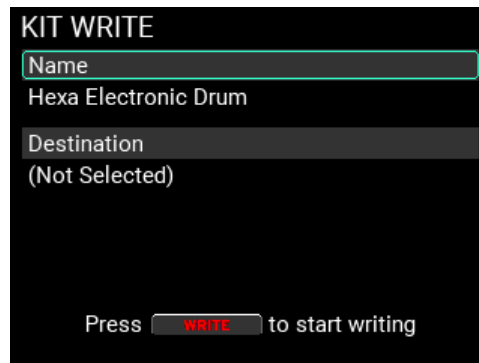 KIT WRITE
Name
Hexa Electronic Drum
Destination
(Not Selected)
Press WRITE to start writing